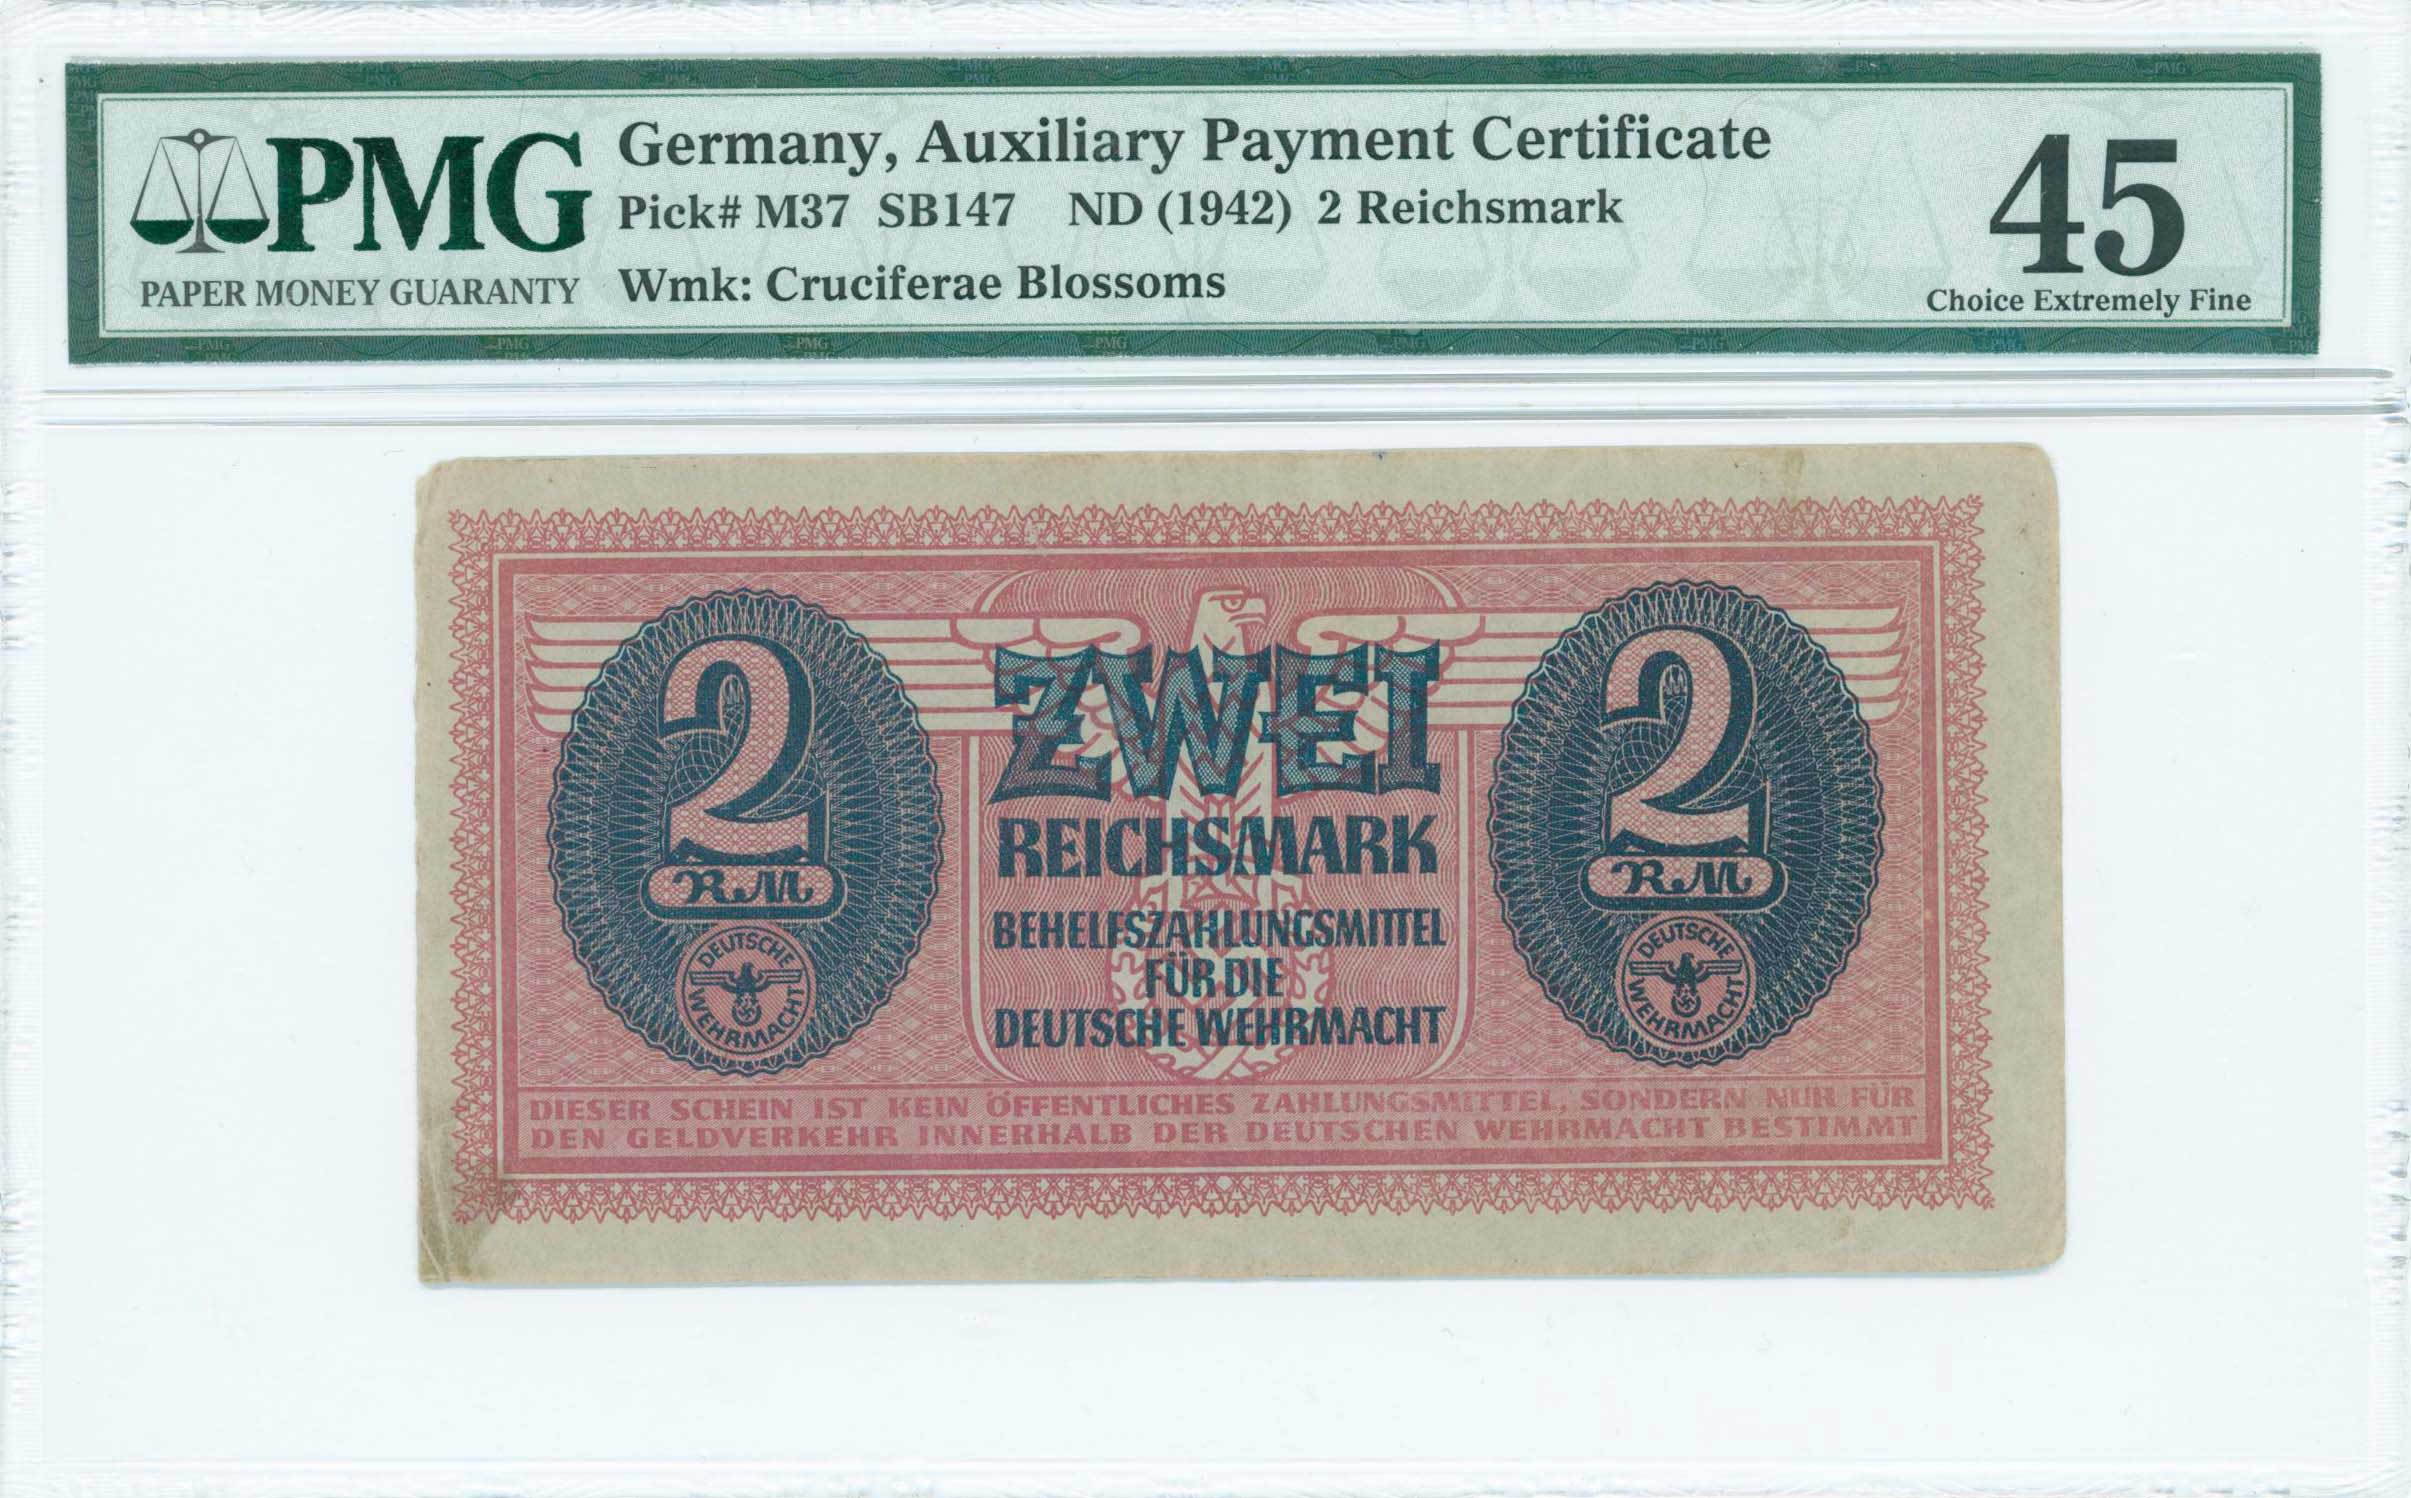 PMG
PAPER MONEY GUARANTY
Germany, Auxiliary Payment Certificate
Pick# M37 SB147 ND (1942) 2 Reichsmark
Wmk: Cruciferae Blossoms
45
Choice Extremely Fine
2
RM
DEUTSCHE WEHRMACHT
ZWEI
REICHSMARK
BEHELFSZAHLUNGSMITTEL
FÜR DIE
DEUTSCHE WEHRMACHT
2
RM
DEUTSCHE WEHRMACHT
DIESER SCHEIN IST KEIN ÖFFENTLICHES ZAHLUNGSMITTEL, SONDERN NUR FÜR
DEN GELDVERKEHR INNERHALB DER DEUTSCHEN WEHRMACHT BESTIMMT